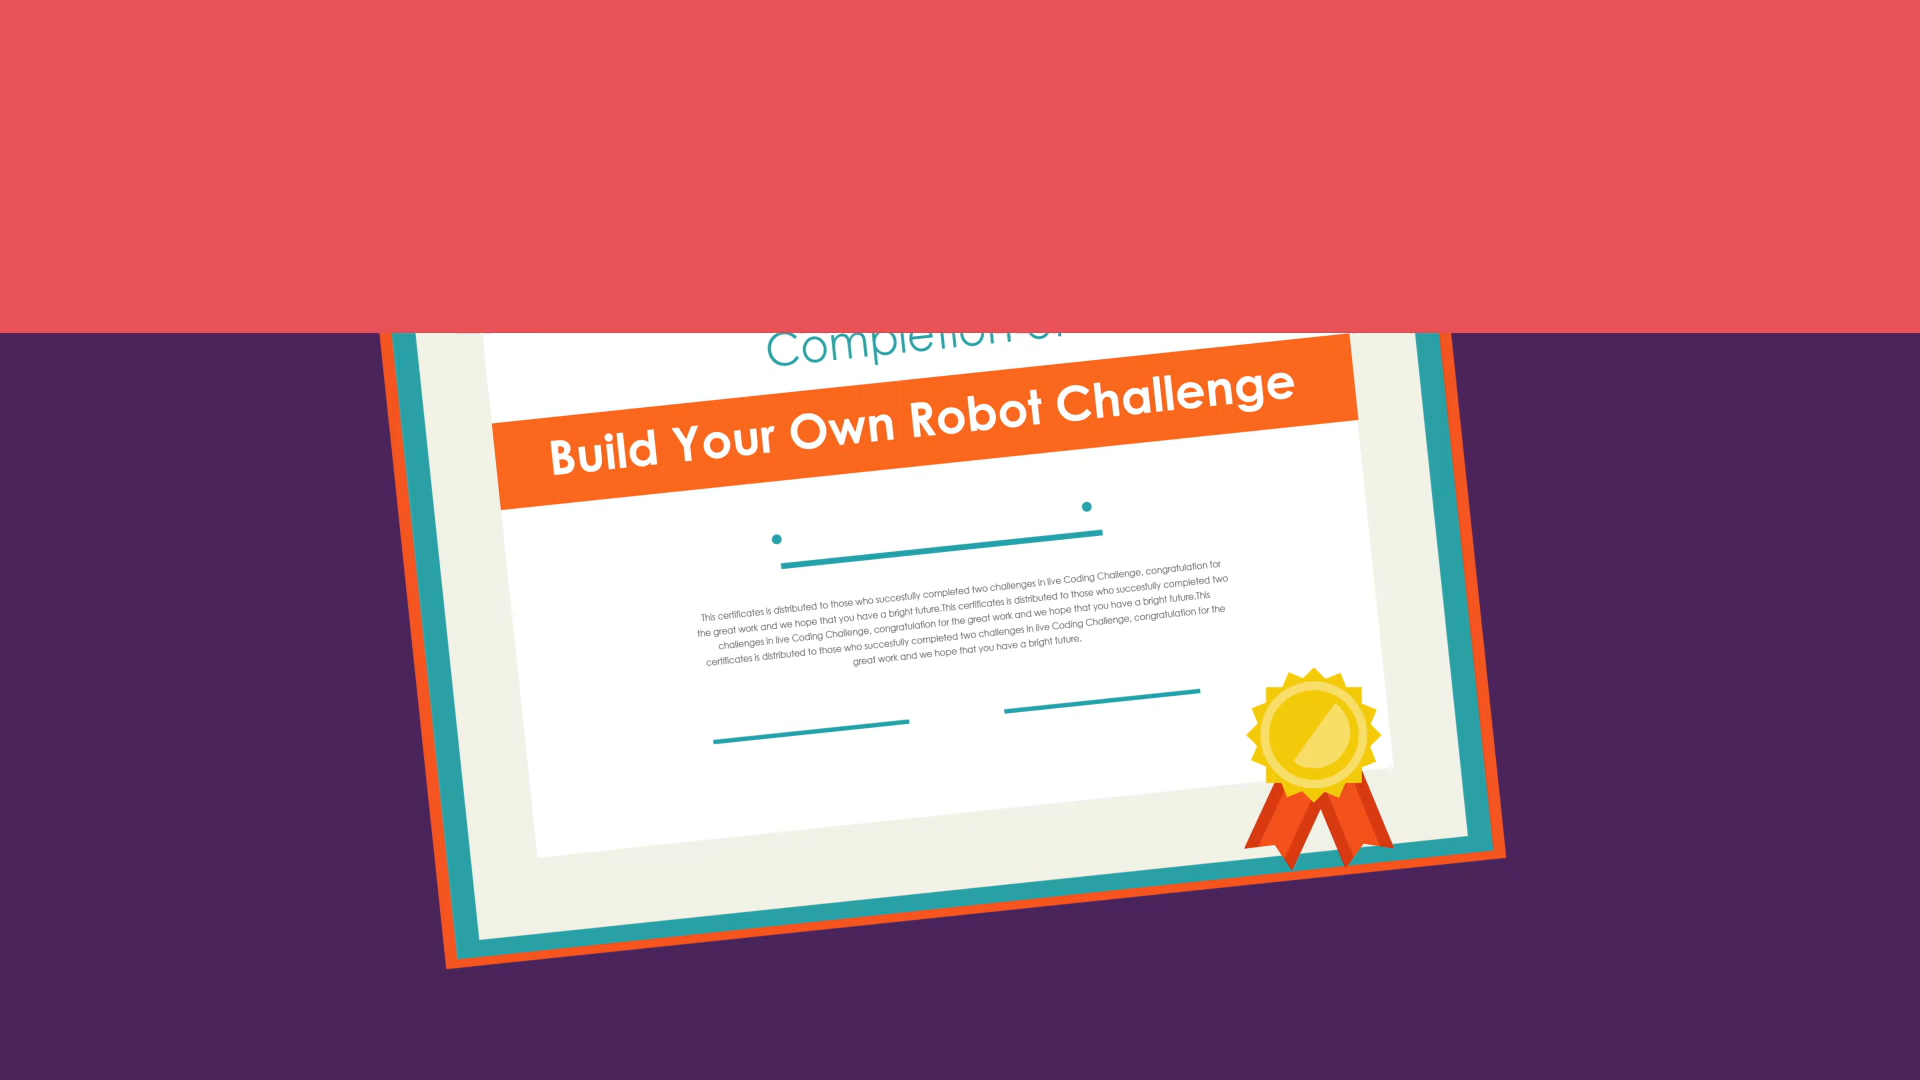 Completion of
Build Your Own Robot Challenge
This certificates is distributed to those who succesfully completed two challenges in live Coding Challenge, congratulation for
the great work and we hope that you have a bright future.This certificates is distributed to those who succesfully completed two
challenges in live Coding Challenge, congratulation for the great work and we hope that you have a bright future.This
certificates is distributed to those who succesfully completed two challenges in live Coding Challenge, congratulation for the
great work and we hope that you have a bright future.